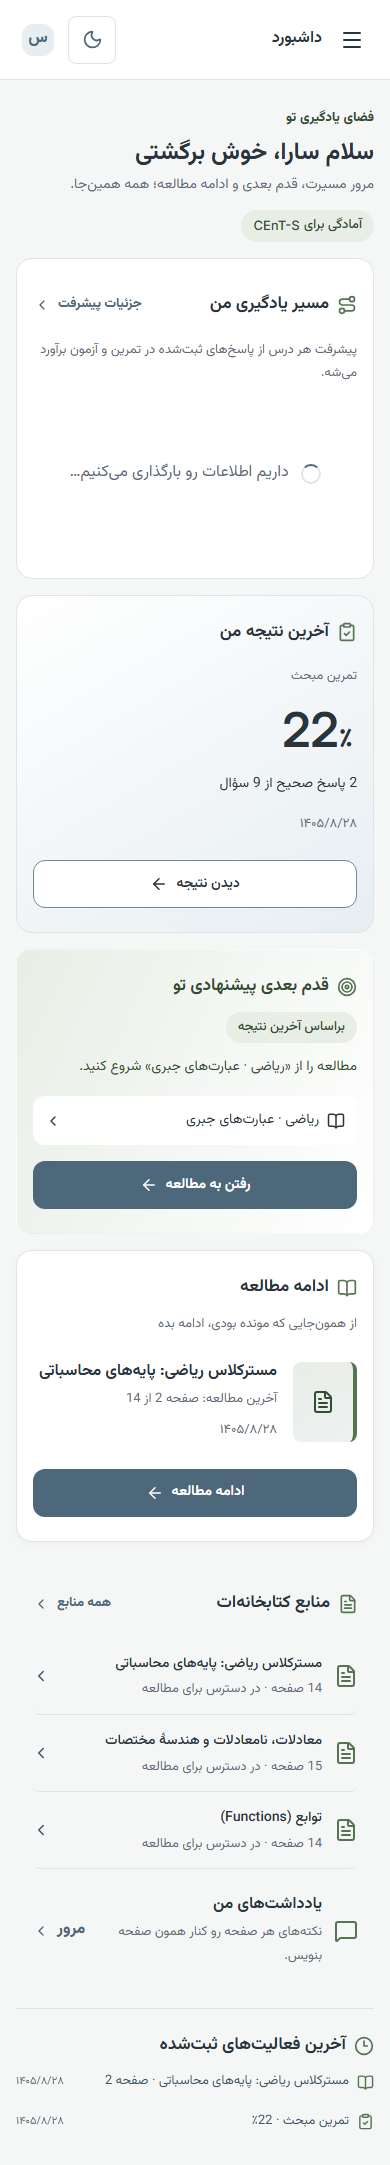 داشبورد
س
فضای یادگیری تو
سلام سارا، خوش برگشتی
مرور مسیرت، قدم بعدی و ادامه مطالعه؛ همه همین‌جا.
آمادگی برای CEnT-S
مسیر یادگیری من
جزئیات پیشرفت
پیشرفت هر درس از پاسخ‌های ثبت‌شده در تمرین و آزمون برآورد
می‌شه.
داریم اطلاعات رو بارگذاری می‌کنیم…
آخرین نتیجه من
تمرین مبحث
22٪
2 پاسخ صحیح از 9 سؤال
۱۴۰۵/۸/۲۸
دیدن نتیجه
قدم بعدی پیشنهادی تو
براساس آخرین نتیجه
مطالعه را از «ریاضی · عبارت‌های جبری» شروع کنید.
ریاضی · عبارت‌های جبری
رفتن به مطالعه
ادامه مطالعه
از همون‌جایی که مونده بودی، ادامه بده
مسترکلاس ریاضی: پایه‌های محاسباتی
آخرین مطالعه: صفحه 2 از 14
۱۴۰۵/۸/۲۸
ادامه مطالعه
منابع کتابخانه‌ات
همه منابع
مسترکلاس ریاضی: پایه‌های محاسباتی
14 صفحه · در دسترس برای مطالعه
معادلات، نامعادلات و هندسهٔ مختصات
15 صفحه · در دسترس برای مطالعه
توابع (Functions)
14 صفحه · در دسترس برای مطالعه
یادداشت‌های من
نکته‌های هر صفحه رو کنار همون صفحه
بنویس.
مرور
آخرین فعالیت‌های ثبت‌شده
مسترکلاس ریاضی: پایه‌های محاسباتی · صفحه 2
۱۴۰۵/۸/۲۸
تمرین مبحث · 22٪
۱۴۰۵/۸/۲۸